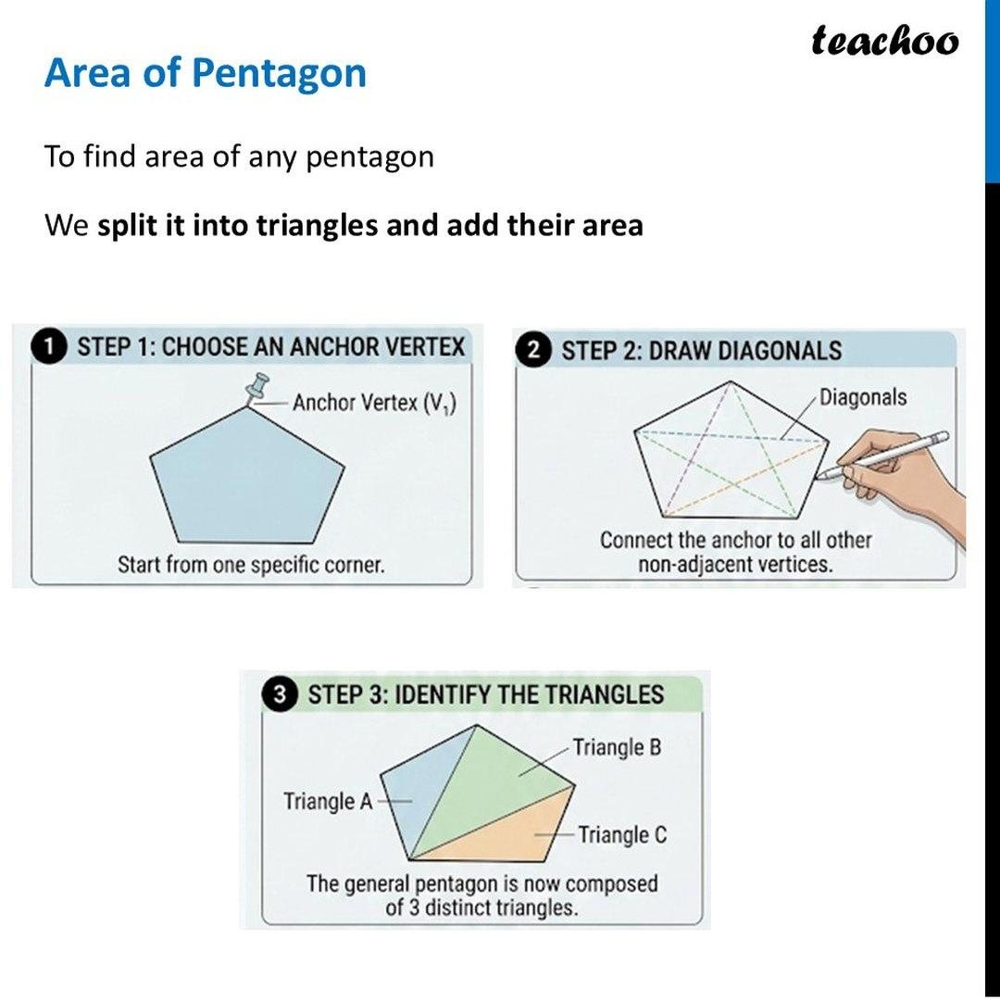 teachoo
Area of Pentagon
To find area of any pentagon
We split it into triangles and add their area
1 STEP 1: CHOOSE AN ANCHOR VERTEX
Anchor Vertex (V₁)
Start from one specific corner.
2 STEP 2: DRAW DIAGONALS
Diagonals
Connect the anchor to all other
non-adjacent vertices.
3 STEP 3: IDENTIFY THE TRIANGLES
Triangle B
Triangle A
Triangle C
The general pentagon is now composed
of 3 distinct triangles.